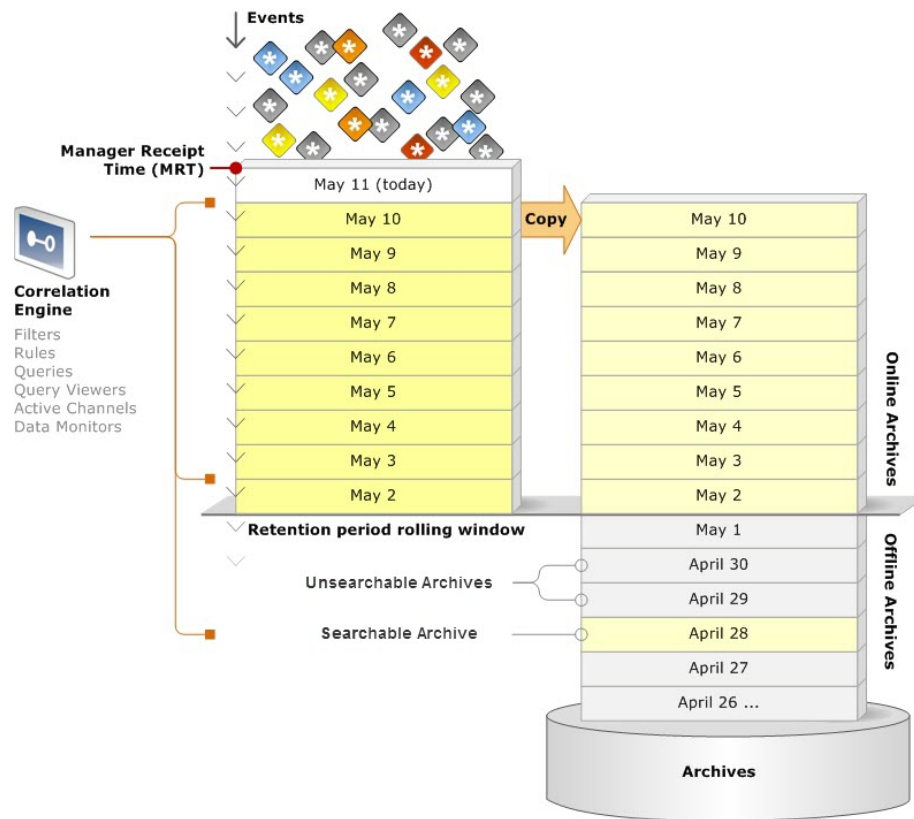 Events
Manager Receipt
Time (MRT)
May 11 (today)
May 10
May 9
May 8
May 7
May 6
May 5
May 4
May 3
May 2
Copy
May 10
May 9
May 8
May 7
May 6
May 5
May 4
May 3
May 2
May 1
April 30
April 29
April 28
April 27
April 26 ...
Archives
Online Archives
Offline Archives
Correlation
Engine
Filters
Rules
Queries
Query Viewers
Active Channels
Data Monitors
Retention period rolling window
Unsearchable Archives
Searchable Archive